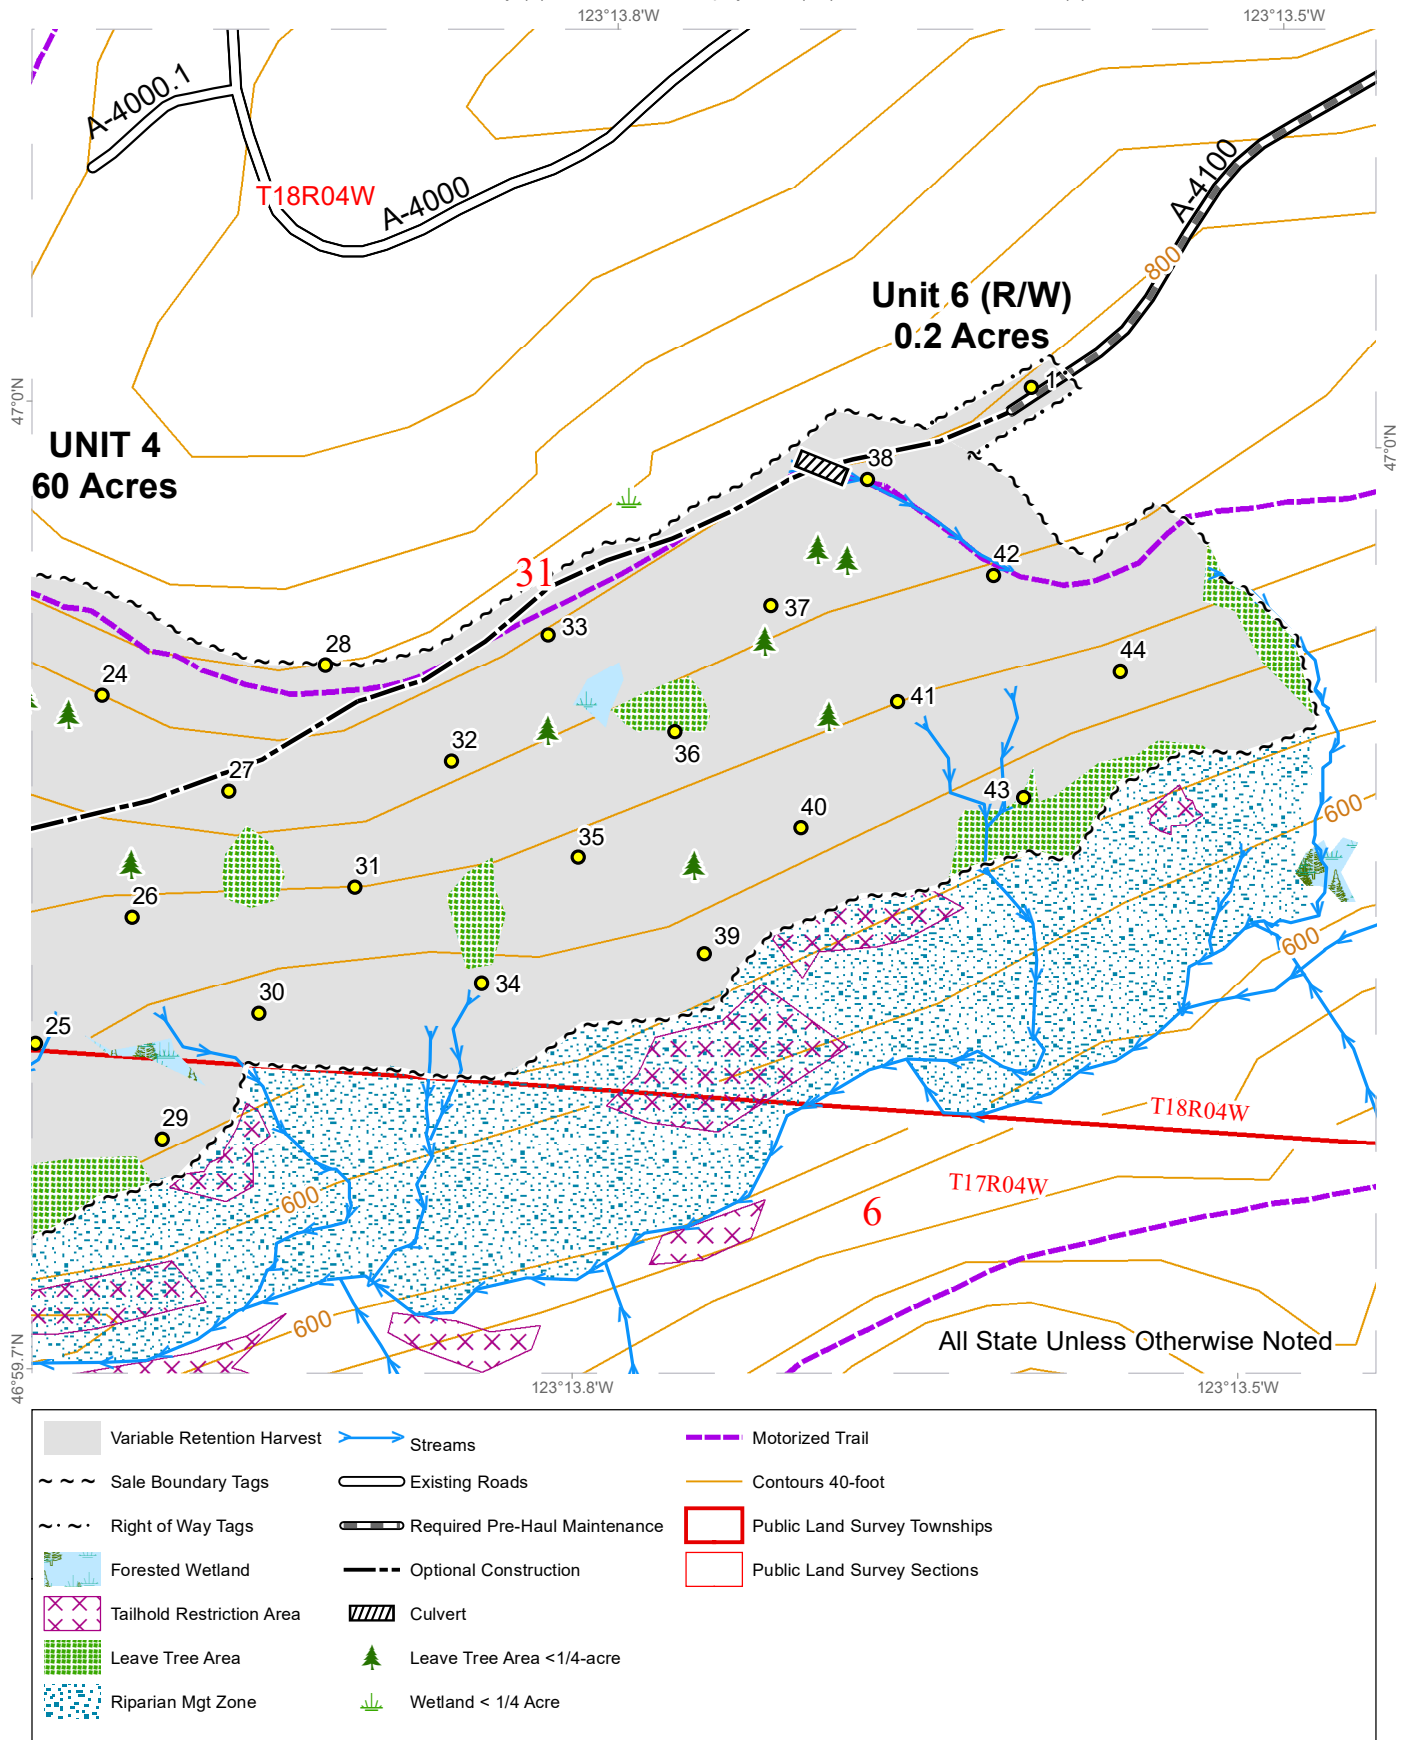 123°13.8'W
123°13.5'W
A-4000.1
T18R04W
A-4000
A-4100
800
Unit 6 (R/W)
0.2 Acres
1
47°0'N
47°0'N
UNIT 4
60 Acres
38
31
42
37
33
28
44
24
41
32
36
27
43
40
600
35
31
26
39
600
34
30
25
29
T18R04W
T17R04W
600
6
600
All State Unless Otherwise Noted
46°59.7'N
123°13.8'W
123°13.5'W
Variable Retention Harvest
Sale Boundary Tags
Right of Way Tags
Forested Wetland
Tailhold Restriction Area
Leave Tree Area
Riparian Mgt Zone
Streams
Existing Roads
Required Pre-Haul Maintenance
Optional Construction
Culvert
Leave Tree Area <1/4-acre
Wetland < 1/4 Acre
Motorized Trail
Contours 40-foot
Public Land Survey Townships
Public Land Survey Sections